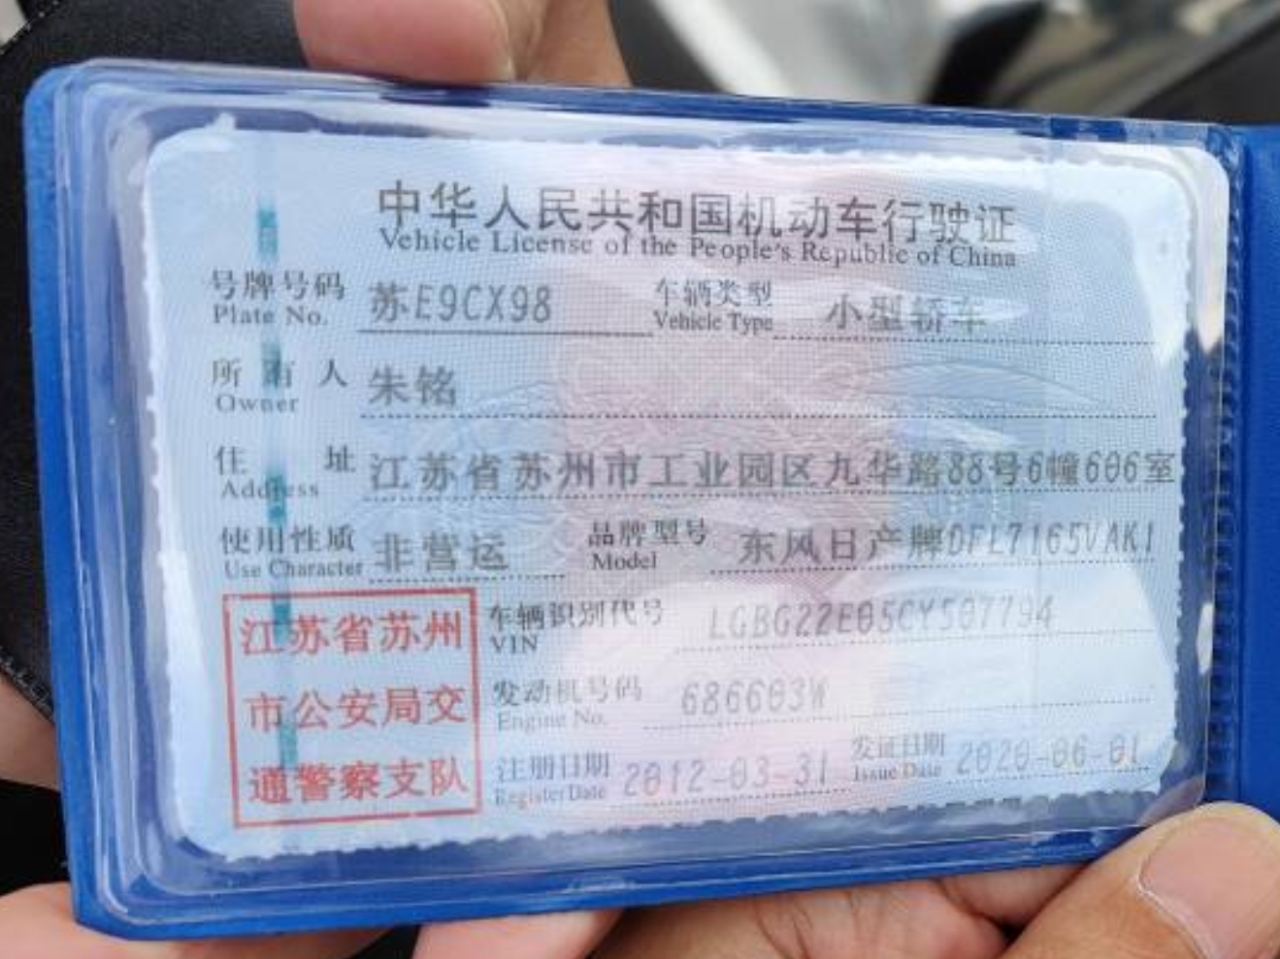 中华人民共和国机动车行驶证
Vehicle License of the People's Republic of China
号牌号码 苏E9CX98 车辆类型 小型轿车
Plate No. Vehicle Type
所有人 朱铭
Owner
住址 江苏省苏州市工业园区九华路88号6幢606室
Address
使用性质 非营运 品牌型号 东风日产牌DFL7165VAK1
Use Character Model
江苏省苏州
市公安局交
通警察支队
车辆识别代号 LGBG22E05CY507794
VIN
发动机号码 686603W
Engine No.
注册日期 2012-03-31 发证日期 2020-06-01
Register Date Issue Date